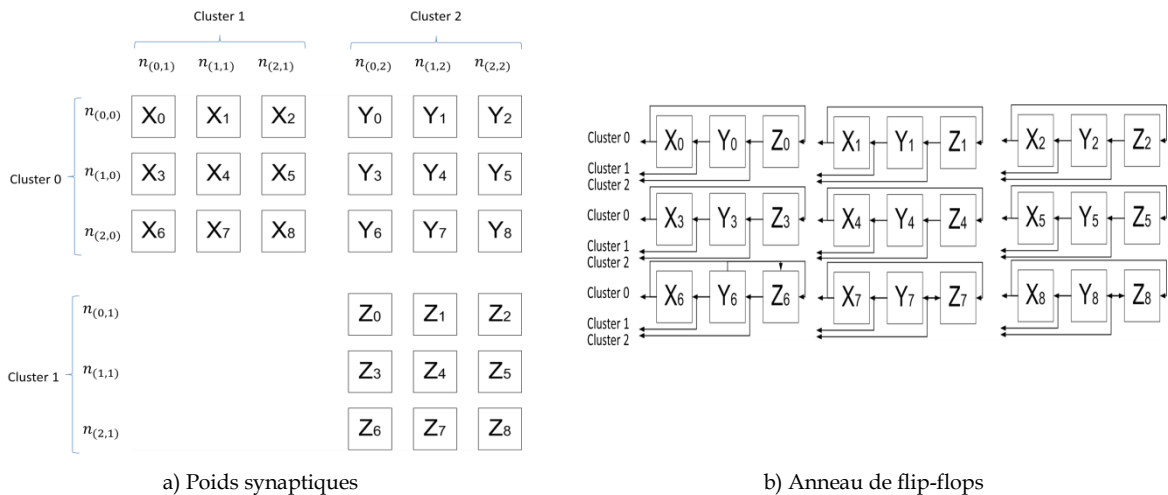 Cluster 1 Cluster 2
n(0,1) n(1,1) n(2,1) n(0,2) n(1,2) n(2,2)
n(0,0) X0 X1 X2 Y0 Y1 Y2
Cluster 0 n(1,0) X3 X4 X5 Y3 Y4 Y5
n(2,0) X6 X7 X8 Y6 Y7 Y8
n(0,1) Z0 Z1 Z2
Cluster 1 n(1,1) Z3 Z4 Z5
n(2,1) Z6 Z7 Z8
a) Poids synaptiques
Cluster 0 X0 Y0 Z0 X1 Y1 Z1 X2 Y2 Z2
Cluster 1
Cluster 2
Cluster 0 X3 Y3 Z3 X4 Y4 Z4 X5 Y5 Z5
Cluster 1
Cluster 2
Cluster 0 X6 Y6 Z6 X7 Y7 Z7 X8 Y8 Z8
Cluster 1
Cluster 2
b) Anneau de flip-flops